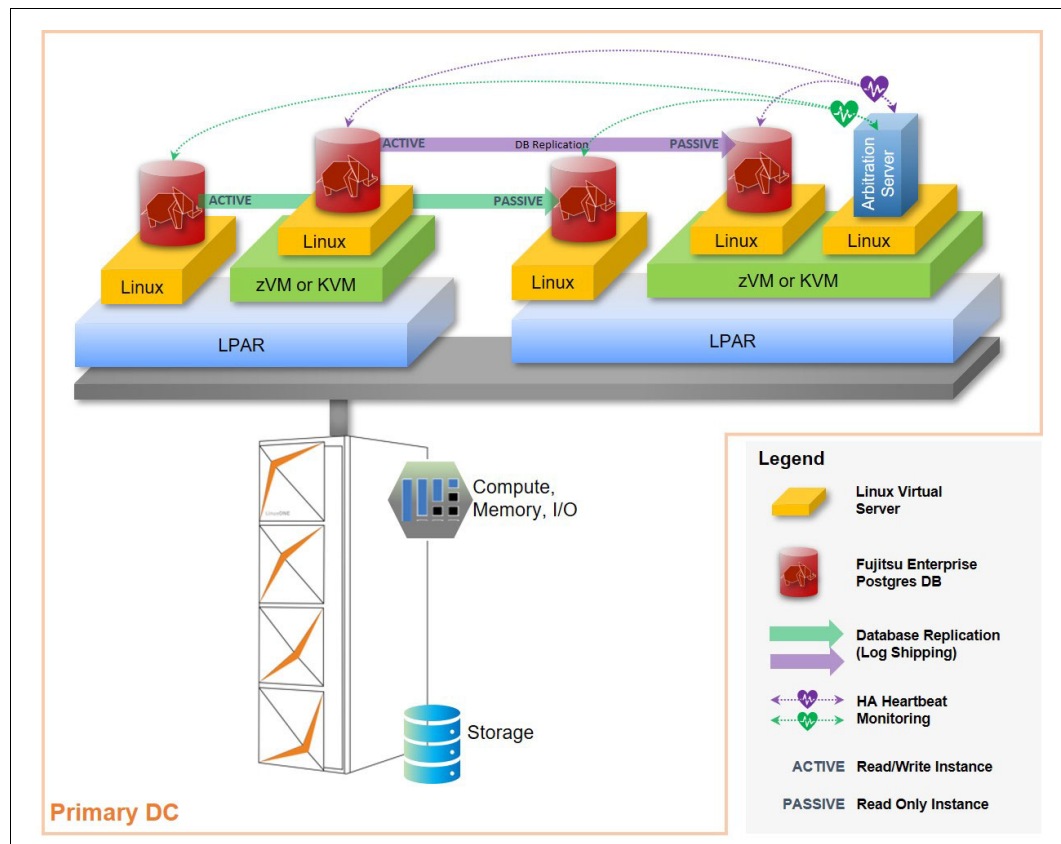 ACTIVE
DB Replication
PASSIVE
ACTIVE
PASSIVE
Arbitration
Server
Linux
Linux
Linux
Linux
Linux
zVM or KVM
zVM or KVM
LPAR
LPAR
LinuxONE
Compute,
Memory, I/O
Storage
Primary DC
Legend
Linux Virtual
Server
Fujitsu Enterprise
Postgres DB
Database Replication
(Log Shipping)
HA Heartbeat
Monitoring
ACTIVE Read/Write Instance
PASSIVE Read Only Instance